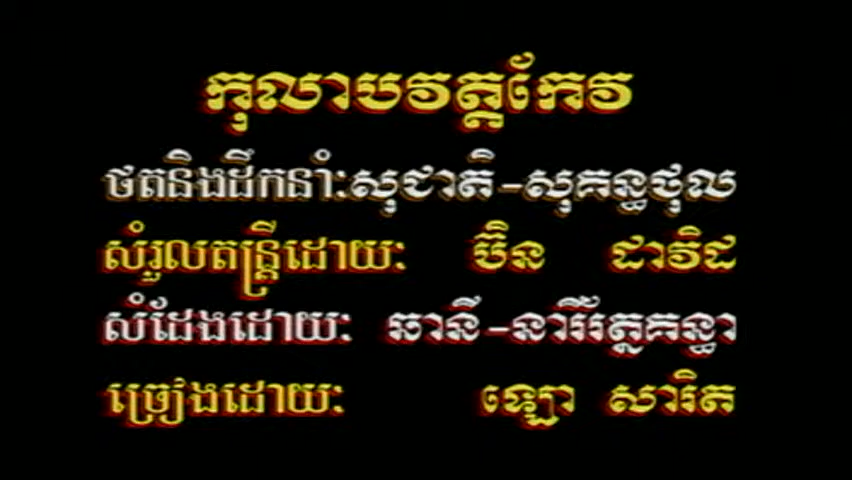 កុលាបវត្តកែវ
ថតនិងដឹកនាំ:សុជាតិ-សុគន្ធថុល
សំរួលតន្ត្រីដោយ: ប៊ិន ដាវិដ
សំដែងដោយ: ឆានី-នារីរ័ត្នគន្ធា
ច្រៀងដោយ: ឡោ សារិត